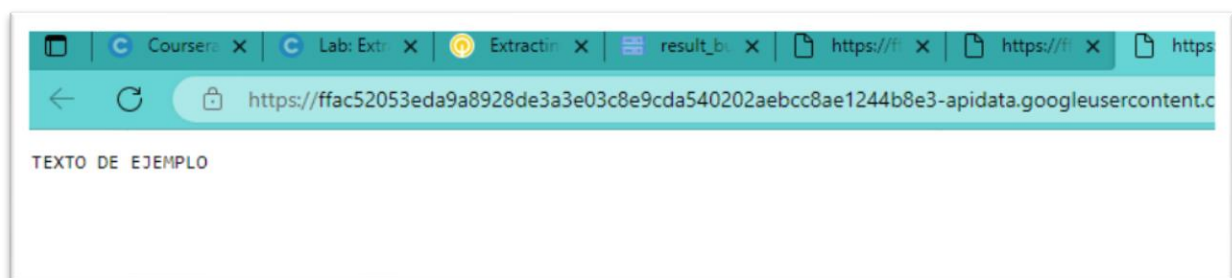 Coursera
Lab: Extr
Extractin
result_bu
https://ff
https://ff
https:
https://ffac52053eda9a8928de3a3e03c8e9cda540202aebcc8ae1244b8e3-apidata.googleusercontent.c
TEXTO DE EJEMPLO